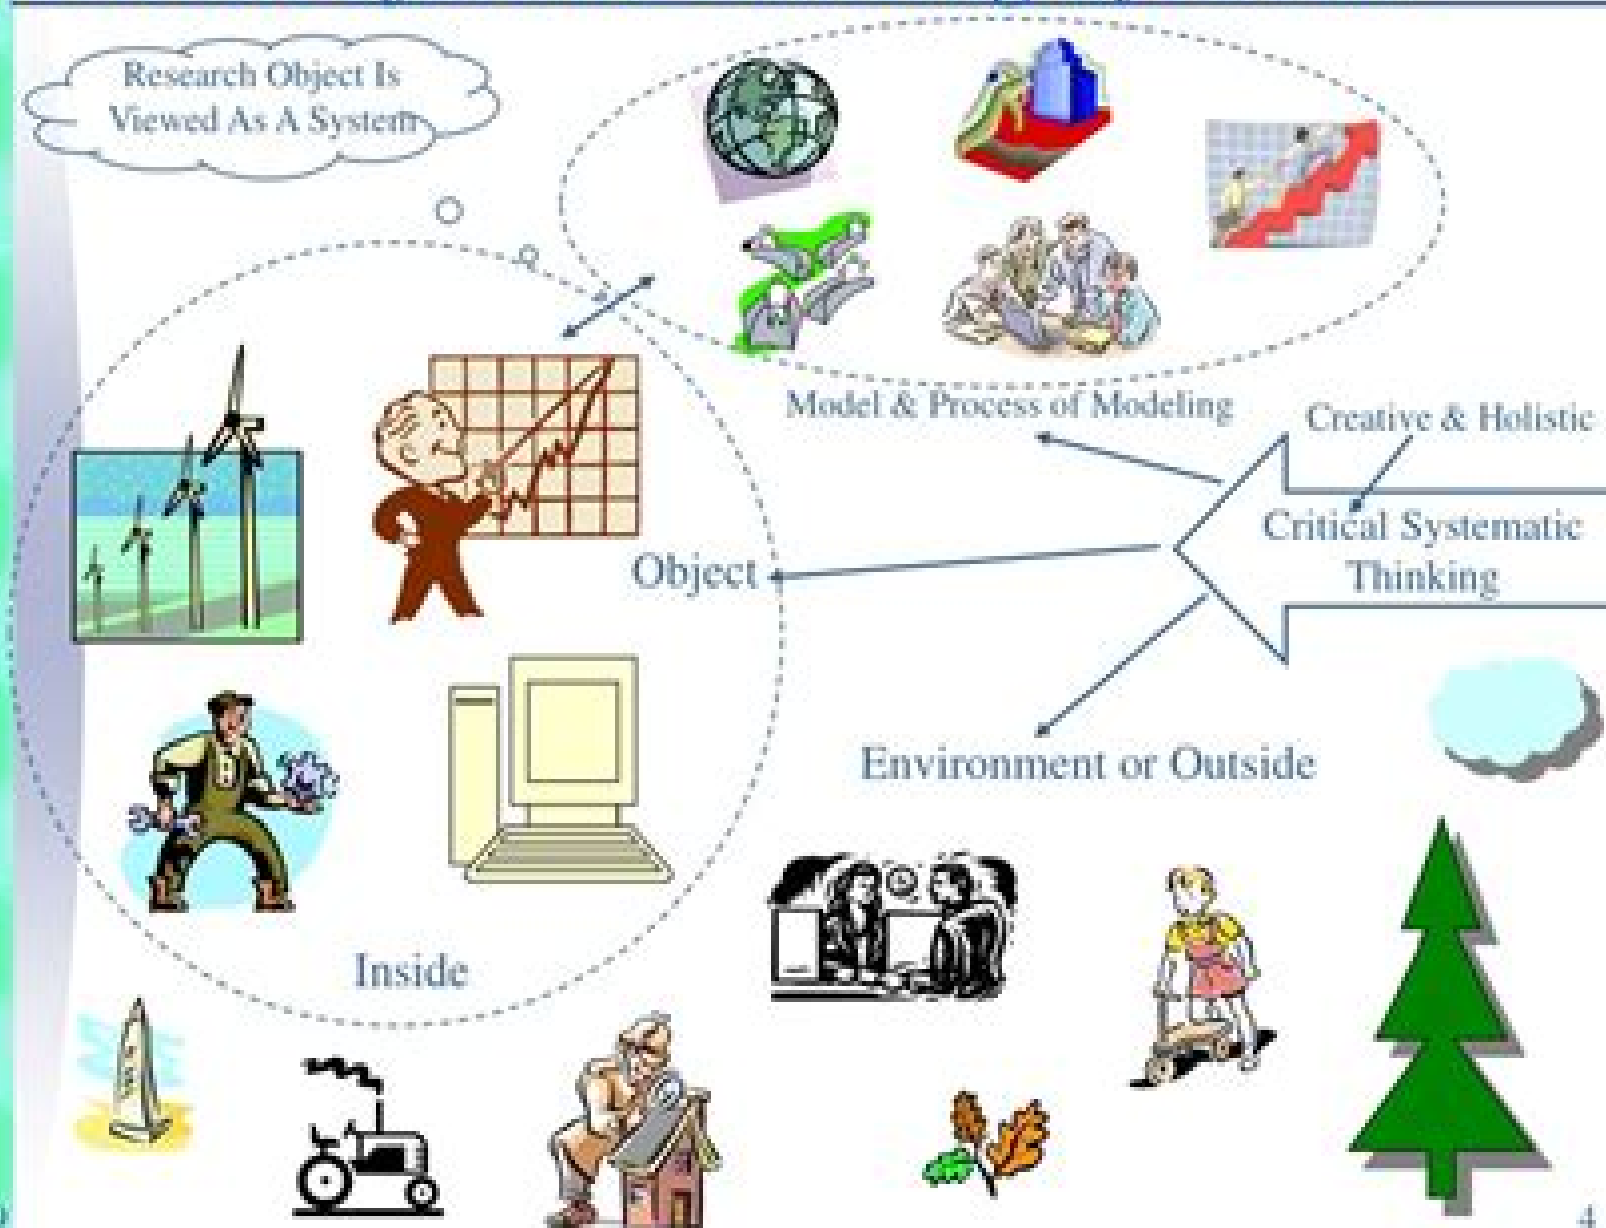 Research Object Is
Viewed As A System
Model & Process of Modeling
Creative & Holistic
Critical Systematic
Thinking
Object
Environment or Outside
Inside
4